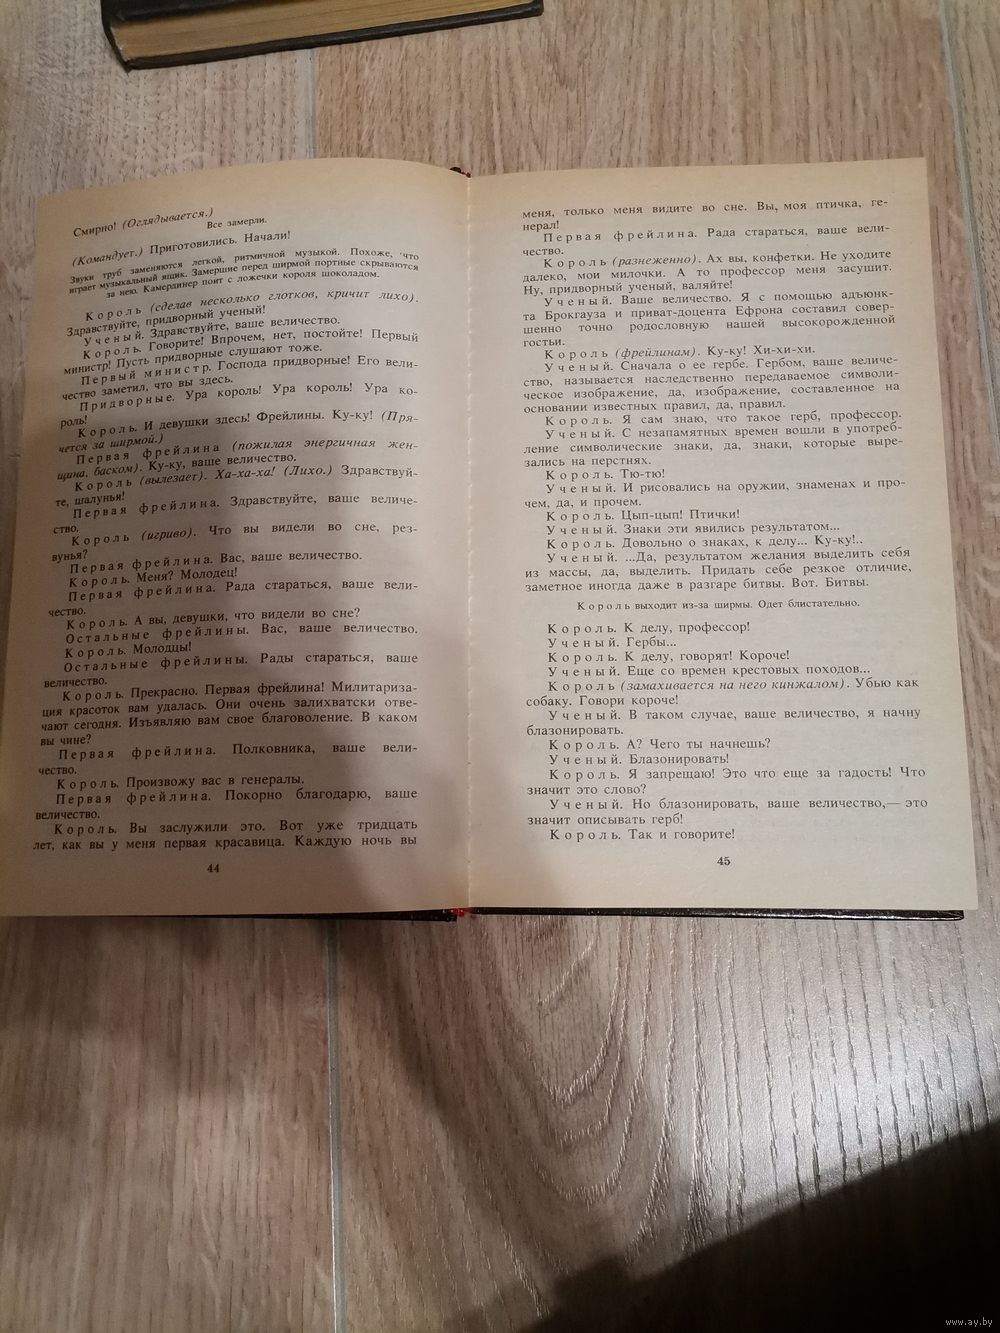 Смирно! (Оглядывается.)
Все замерли.
(Командует.) Приготовились. Начали!
Звуки труб заменяются легкой, ритмичной музыкой. Похоже, что
играет музыкальный ящик. Замершие перед ширмой портные скрываются
за нею. Камердинер поит с ложечки короля шоколадом.
Король (сделав несколько глотков, кричит лихо).
Здравствуйте, придворный ученый!
Ученый. Здравствуйте, ваше величество.
Король. Говорите! Впрочем, нет, постойте! Первый
министр! Пусть придворные слушают тоже.
Первый министр. Господа придворные! Его вели-
чество заметил, что вы здесь.
Придворные. Ура король! Ура король! Ура ко-
роль!
Король. И девушки здесь! Фрейлины. Ку-ку! (Пря-
чется за ширмой.)
Первая фрейлина (пожилая энергичная жен-
щина, баском). Ку-ку, ваше величество.
Король (вылезает). Ха-ха-ха! (Лихо.) Здравствуй-
те, шалунья!
Первая фрейлина. Здравствуйте, ваше величе-
ство.
Король (игриво). Что вы видели во сне, рез-
вунья?
Первая фрейлина. Вас, ваше величество.
Король. Меня? Молодец!
Первая фрейлина. Рада стараться, ваше вели-
чество.
Король. А вы, девушки, что видели во сне?
Остальные фрейлины. Вас, ваше величество.
Король. Молодцы!
Остальные фрейлины. Рады стараться, ваше
величество.
Король. Прекрасно. Первая фрейлина! Милитариза-
ция красоток вам удалась. Они очень залихватски отве-
чают сегодня. Изъявляю вам свое благоволение. В каком
вы чине?
Первая фрейлина. Полковника, ваше вели-
чество.
Король. Произвожу вас в генералы.
Первая фрейлина. Покорно благодарю, ваше
величество.
Король. Вы заслужили это. Вот уже тридцать
лет, как вы у меня первая красавица. Каждую ночь вы
44
меня, только меня видите во сне. Вы, моя птичка, ге-
нерал!
Первая фрейлина. Рада стараться, ваше вели-
чество.
Король (разнеженно). Ах вы, конфетки. Не уходите
далеко, мои милочки. А то профессор меня засушит.
Ну, придворный ученый, валяйте!
Ученый. Ваше величество. Я с помощью адъюнк-
та Брокгауза и приват-доцента Ефрона составил совер-
шенно точно родословную нашей высокорожденной
гостьи.
Король (фрейлинам). Ку-ку! Хи-хи-хи.
Ученый. Сначала о ее гербе. Гербом, ваше величе-
ство, называется наследственно передаваемое символи-
ческое изображение, да, изображение, составленное на
основании известных правил, да, правил.
Король. Я сам знаю, что такое герб, профессор.
Ученый. С незапамятных времен вошли в употреб-
ление символические знаки, да, знаки, которые выре-
зались на перстнях.
Король. Тю-тю!
Ученый. И рисовались на оружии, знаменах и про-
чем, да, и прочем.
Король. Цып-цып! Птички!
Ученый. Знаки эти явились результатом...
Король. Довольно о знаках, к делу... Ку-ку!..
Ученый. ...Да, результатом желания выделить себя
из массы, да, выделить. Придать себе резкое отличие,
заметное иногда даже в разгаре битвы. Вот. Битвы.
Король выходит из-за ширмы. Одет блистательно.
Король. К делу, профессор!
Ученый. Гербы...
Король. К делу, говорят! Короче!
Ученый. Еще со времен крестовых походов...
Король (замахивается на него кинжалом). Убью как
собаку. Говори короче!
Ученый. В таком случае, ваше величество, я начну
блазонировать.
Король. А? Чего ты начнешь?
Ученый. Блазонировать!
Король. Я запрещаю! Это что еще за гадость! Что
значит это слово?
Ученый. Но блазонировать, ваше величество,— это
значит описывать герб!
Король. Так и говорите!
45
www.ay.by